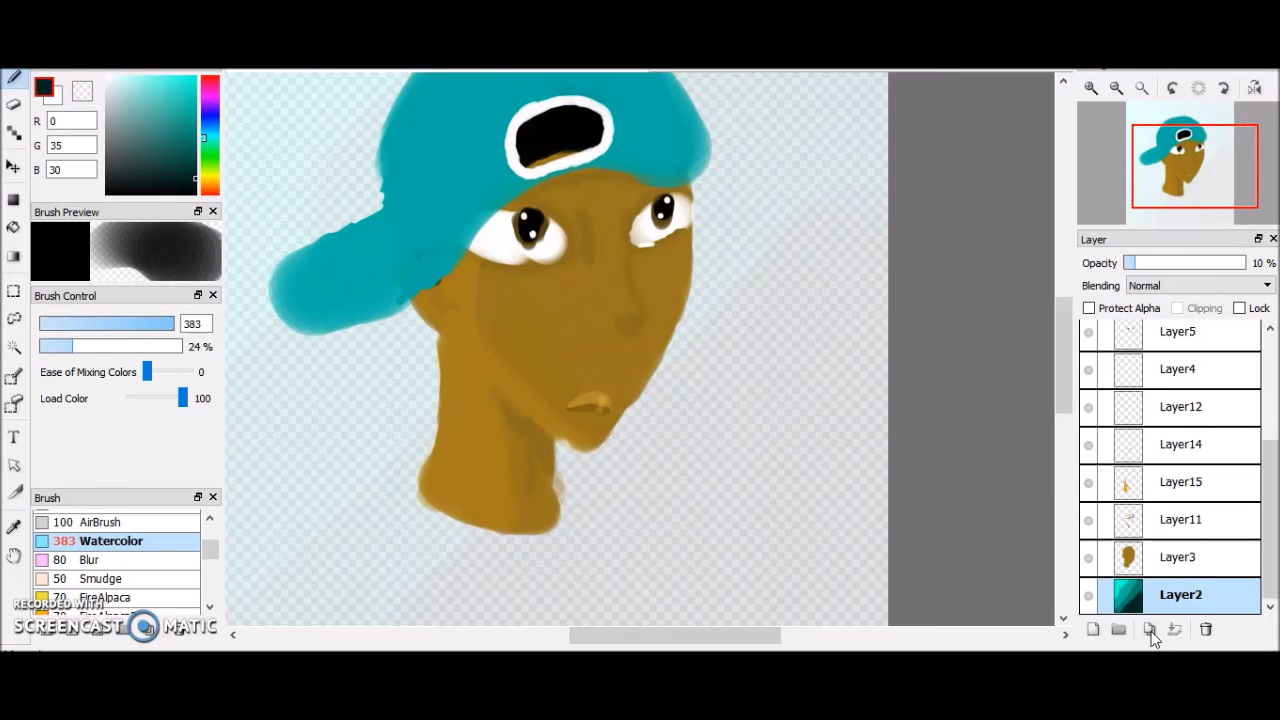 R 0
G 35
B 30
Brush Preview
Brush Control
383
24 %
Ease of Mixing Colors 0
Load Color 100
Brush
100 AirBrush
383 Watercolor
80 Blur
50 Smudge
70 FireAlpaca
RECORDED WITH
SCREENCAST MATIC
Layer
Opacity 10 %
Blending Normal
Protect Alpha Clipping Lock
Layer5
Layer4
Layer12
Layer14
Layer15
Layer11
Layer3
Layer2